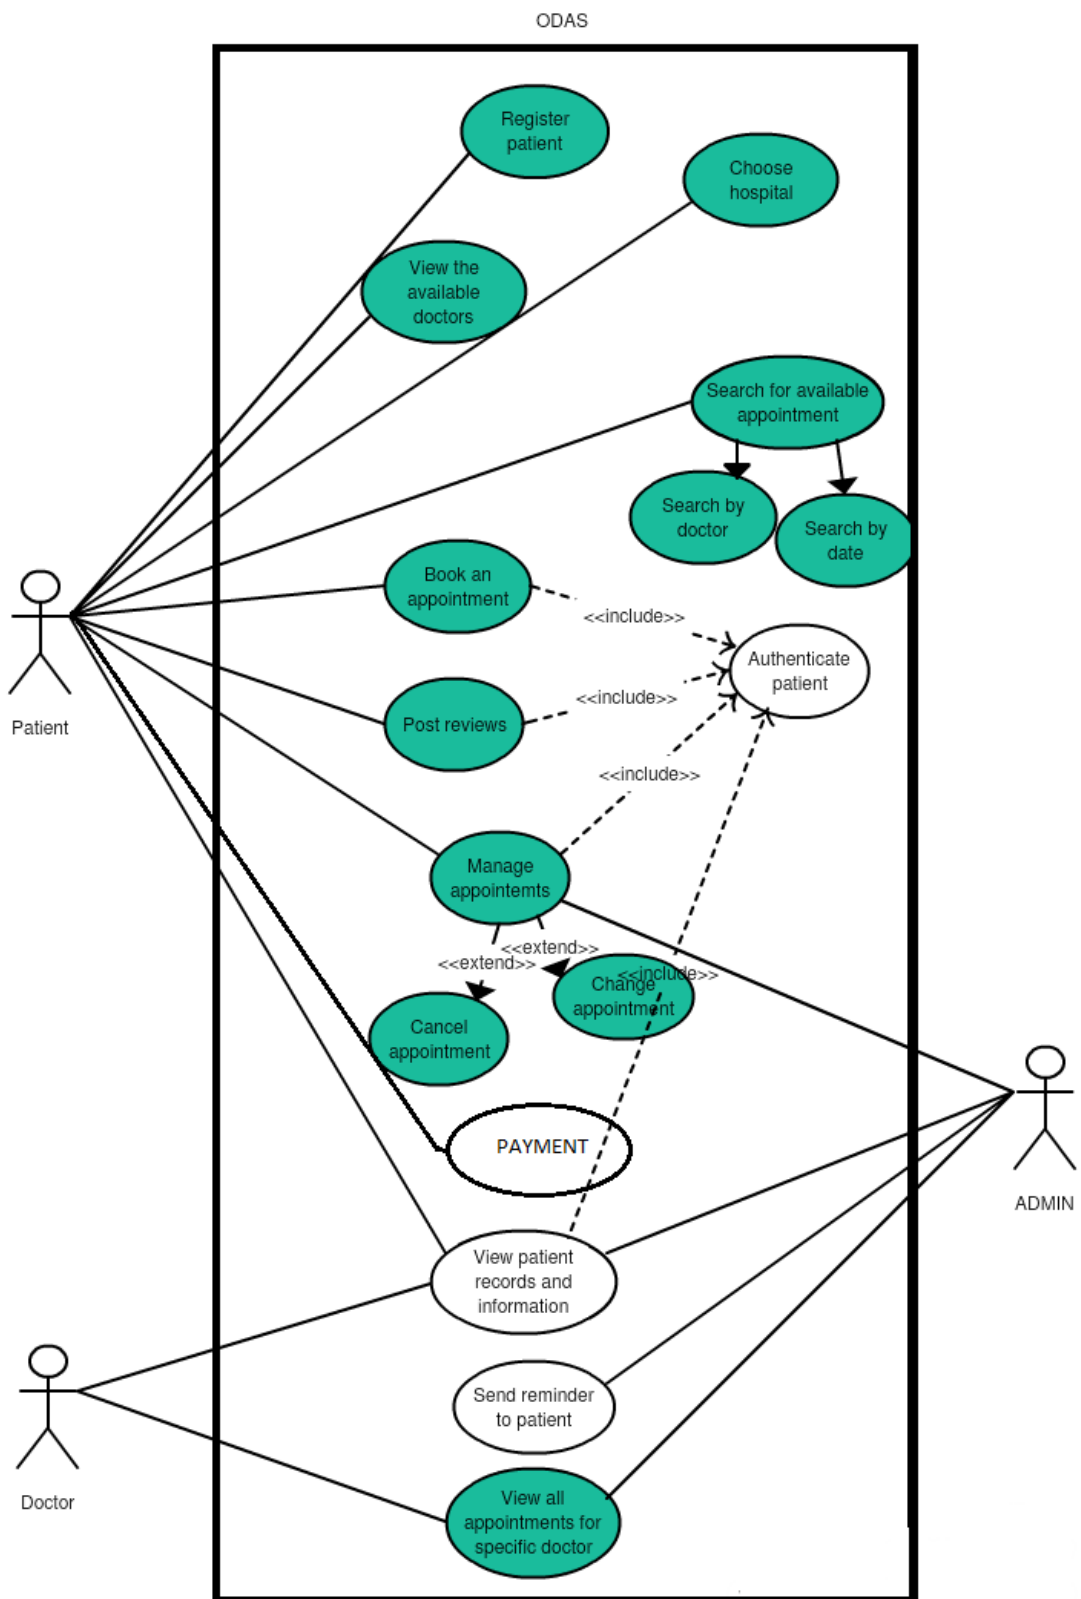 ODAS
Register
patient
Choose
hospital
View the
available
doctors
Search for available
appointment
Search by
doctor
Search by
date
Book an
appointment
<<include>>
Authenticate
patient
Patient
Post reviews
<<include>>
<<include>>
Manage
appointemts
<<extend>>
<<extend>>
<<include>>
Change
appointment
Cancel
appointment
PAYMENT
ADMIN
View patient
records and
information
Send reminder
to patient
Doctor
View all
appointments for
specific doctor